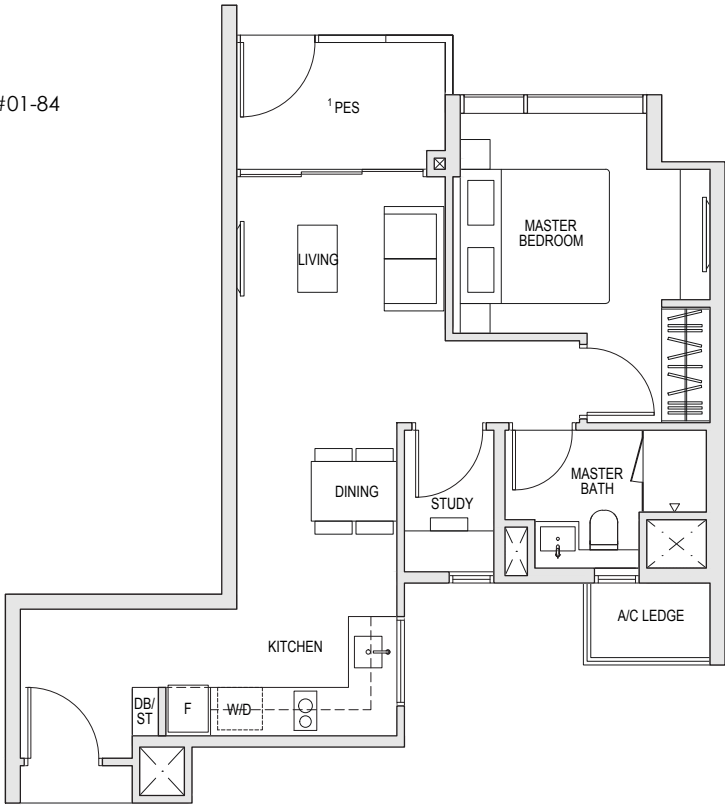 #01-84
¹ PES
MASTER
BEDROOM
LIVING
DINING
STUDY
MASTER
BATH
A/C LEDGE
KITCHEN
DB/
ST
F
W/D